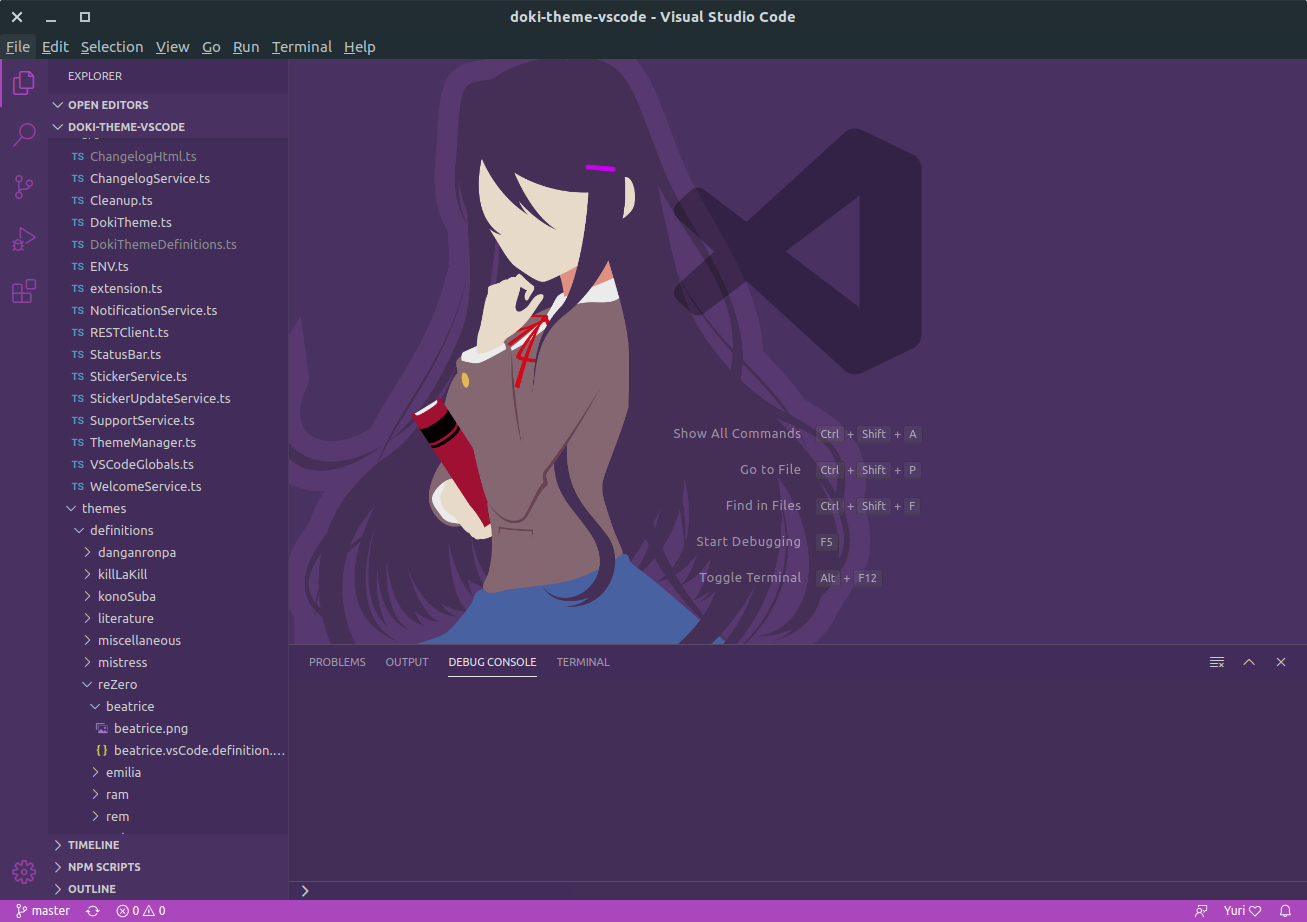 doki-theme-vscode - Visual Studio Code
File Edit Selection View Go Run Terminal Help
EXPLORER
OPEN EDITORS
DOKI-THEME-VSCODE
TS ChangelogHtml.ts
TS ChangelogService.ts
TS Cleanup.ts
TS DokiTheme.ts
TS DokiThemeDefinitions.ts
TS ENV.ts
TS extension.ts
TS NotificationService.ts
TS RESTClient.ts
TS StatusBar.ts
TS StickerService.ts
TS StickerUpdateService.ts
TS SupportService.ts
TS ThemeManager.ts
TS VSCodeGlobals.ts
TS WelcomeService.ts
themes
definitions
danganronpa
killLaKill
konoSuba
literature
miscellaneous
mistress
reZero
beatrice
beatrice.png
{} beatrice.vsCode.definition....
emilia
ram
rem
TIMELINE
NPM SCRIPTS
OUTLINE
Show All Commands Ctrl + Shift + A
Go to File Ctrl + Shift + P
Find in Files Ctrl + Shift + F
Start Debugging F5
Toggle Terminal Alt + F12
PROBLEMS OUTPUT DEBUG CONSOLE TERMINAL
master 0 0 Yuri♡